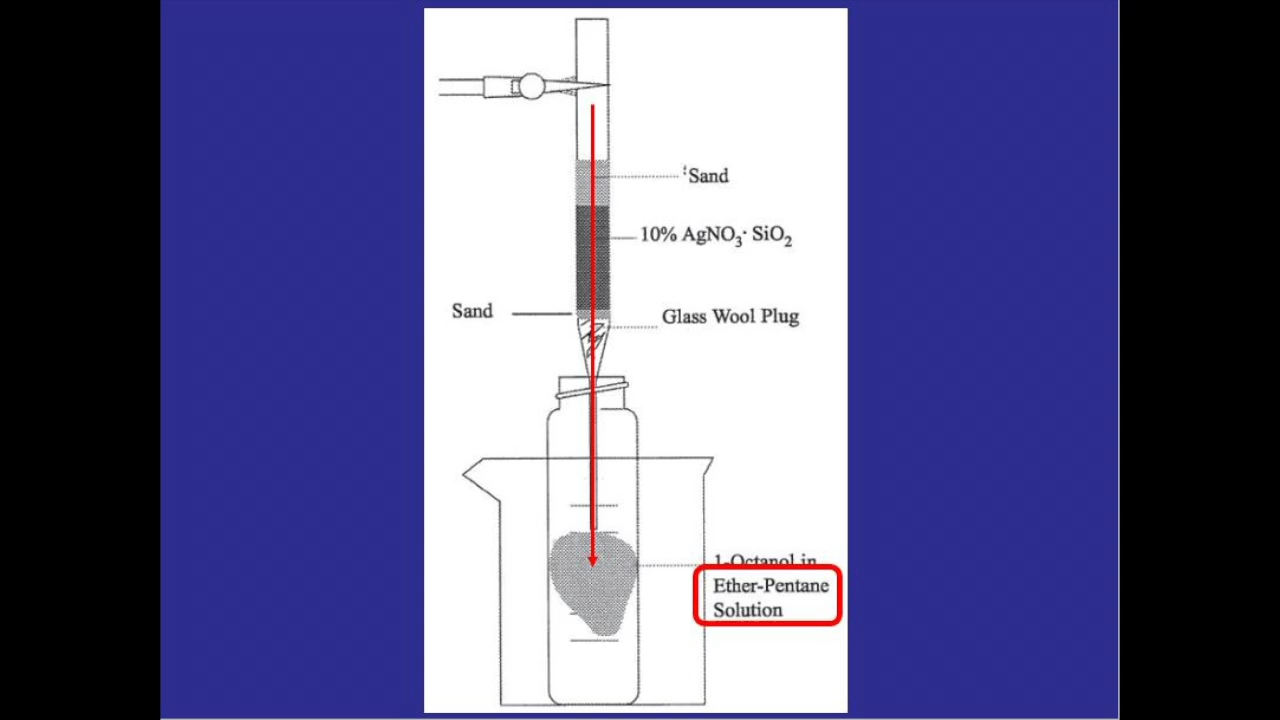 Sand
10% AgNO₃· SiO₂
Sand
Glass Wool Plug
1-Octanol in
Ether-Pentane
Solution